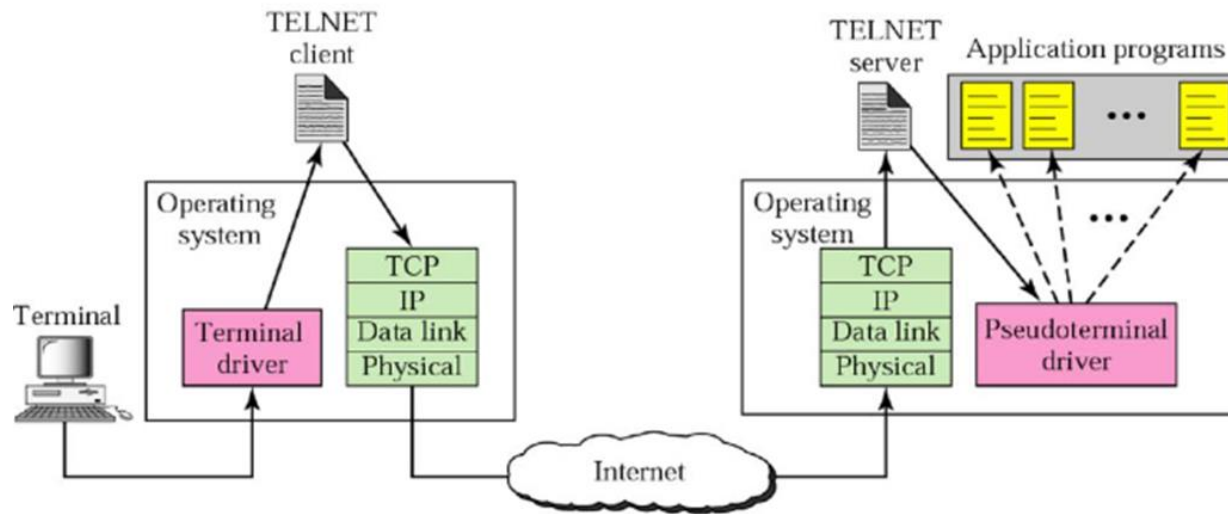 TELNET
client
TELNET
server
Application programs
Operating
system
TCP
IP
Data link
Physical
Terminal
Terminal
driver
Operating
system
TCP
IP
Data link
Physical
Pseudoterminal
driver
Internet